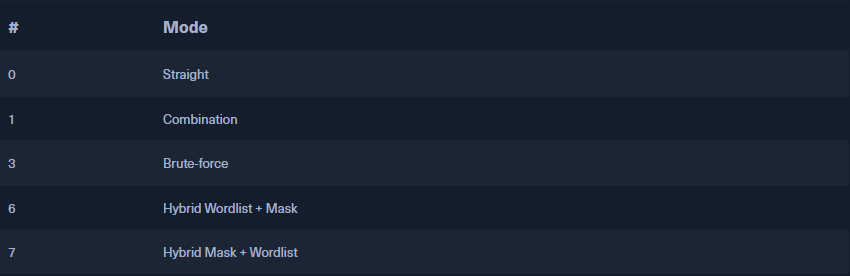 # Mode
0 Straight
1 Combination
3 Brute-force
6 Hybrid Wordlist + Mask
7 Hybrid Mask + Wordlist